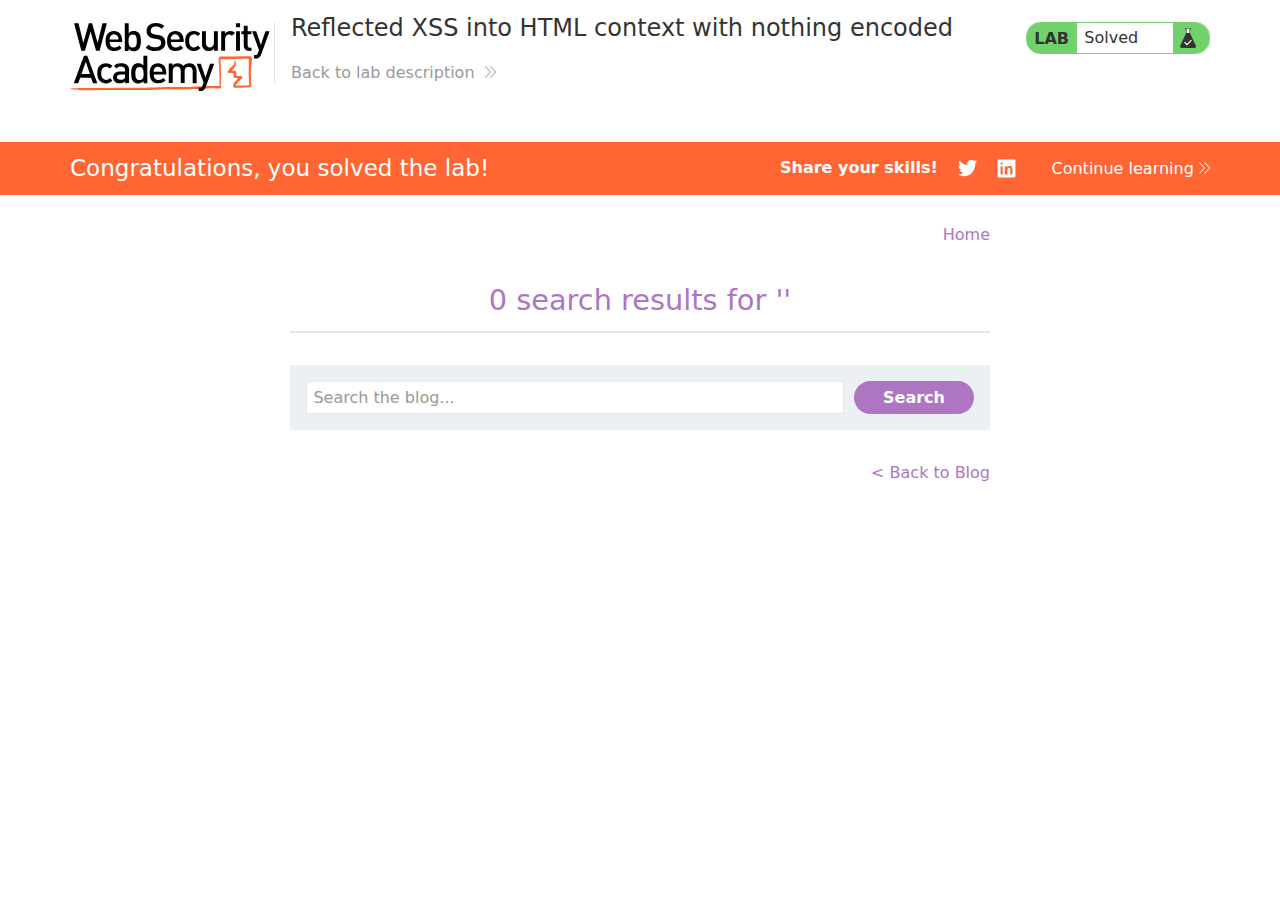 Web Security
Academy
Reflected XSS into HTML context with nothing encoded
Back to lab description
LAB Solved
Congratulations, you solved the lab!
Share your skills!
Continue learning
Home
0 search results for ''
Search the blog...
Search
< Back to Blog